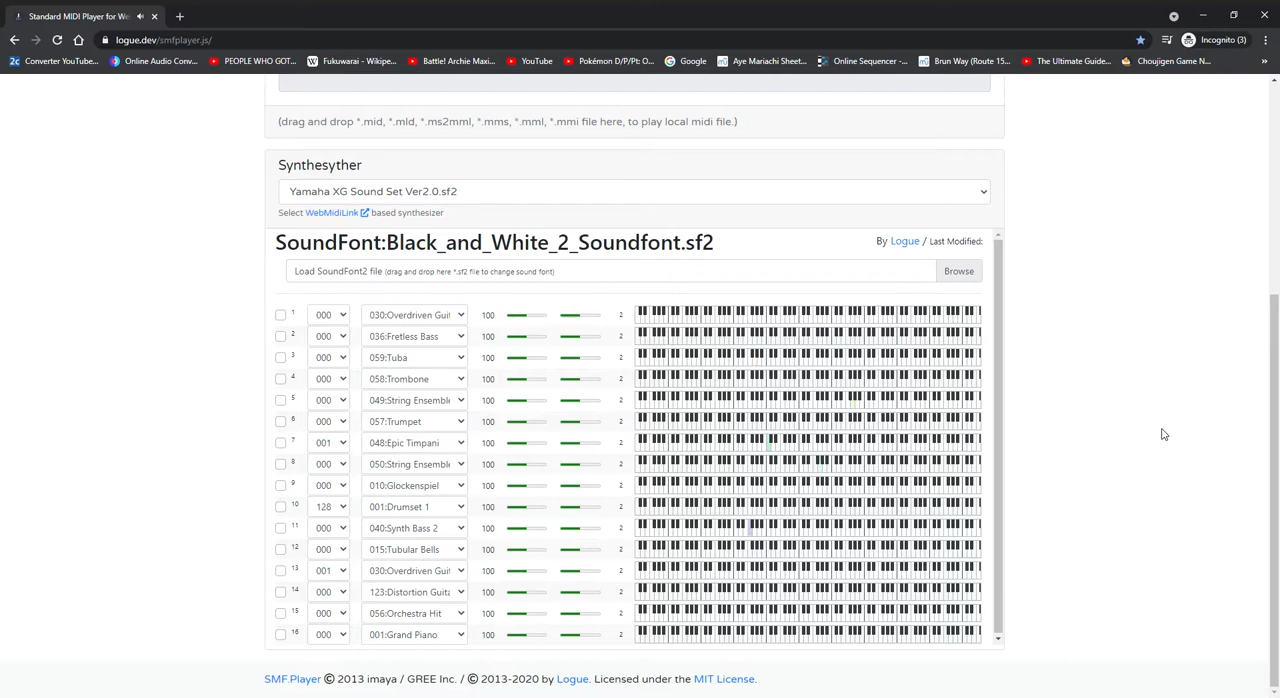 Standard MIDI Player for We
logue.dev/smfplayer.js/
Incognito (3)
Converter YouTube...
Online Audio Conv...
PEOPLE WHO GOT...
Fukuwarai - Wikipe...
Battle! Archie Maxi...
YouTube
Pokémon D/P/Pt: O...
Google
Aye Mariachi Sheet...
Online Sequencer -...
Brun Way (Route 15...
The Ultimate Guide...
Choujigen Game N...
(drag and drop *.mid, *.mld, *.ms2mml, *.mms, *.mml, *.mmi file here, to play local midi file.)
Synthesyther
Yamaha XG Sound Set Ver2.0.sf2
Select WebMidiLink based synthesizer
SoundFont:Black_and_White_2_Soundfont.sf2
By Logue / Last Modified:
Load SoundFont2 file (drag and drop here *.sf2 file to change sound font)
Browse
1 000 030:Overdriven Guit 100 2
2 000 036:Fretless Bass 100 2
3 000 059:Tuba 100 2
4 000 058:Trombone 100 2
5 000 049:String Ensemble 100 2
6 000 057:Trumpet 100 2
7 001 048:Epic Timpani 100 2
8 000 050:String Ensemble 100 2
9 000 010:Glockenspiel 100 2
10 128 001:Drumset 1 100 2
11 000 040:Synth Bass 2 100 2
12 000 015:Tubular Bells 100 2
13 001 030:Overdriven Guit 100 2
14 000 123:Distortion Guita 100 2
15 000 056:Orchestra Hit 100 2
16 000 001:Grand Piano 100 2
SMF.Player © 2013 imaya / GREE Inc. / © 2013-2020 by Logue. Licensed under the MIT License.